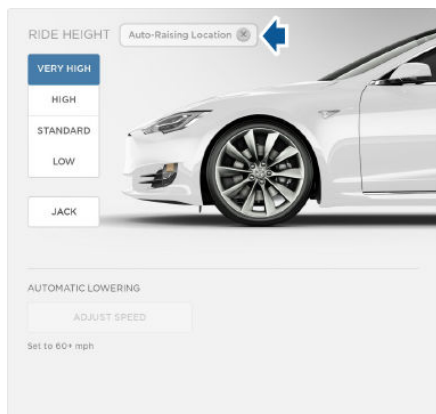 RIDE HEIGHT Auto-Raising Location
VERY HIGH
HIGH
STANDARD
LOW
JACK
AUTOMATIC LOWERING
ADJUST SPEED
Set to 60+ mph